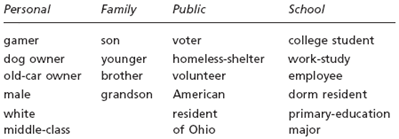 Personal Family Public School
gamer son voter college student
dog owner younger homeless-shelter work-study
old-car owner brother volunteer employee
male grandson American dorm resident
white resident primary-education
middle-class of Ohio major